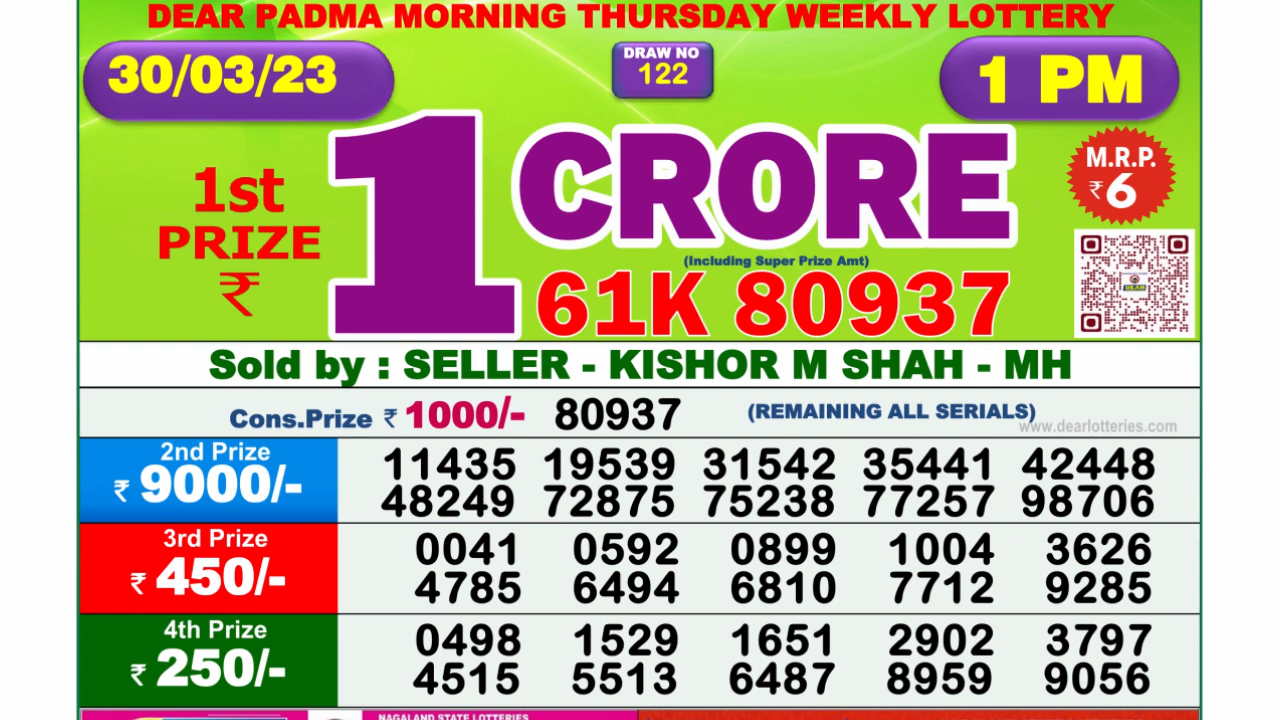 DEAR PADMA MORNING THURSDAY WEEKLY LOTTERY
30/03/23
DRAW NO
122
1 PM
1st
PRIZE
₹
1 CRORE
(Including Super Prize Amt)
61K 80937
M.R.P.
₹ 6
Sold by : SELLER - KISHOR M SHAH - MH
Cons.Prize ₹ 1000/- 80937 (REMAINING ALL SERIALS)
www.dearlotteries.com
2nd Prize
₹ 9000/-
11435 19539 31542 35441 42448
48249 72875 75238 77257 98706
3rd Prize
₹ 450/-
0041 0592 0899 1004 3626
4785 6494 6810 7712 9285
4th Prize
₹ 250/-
0498 1529 1651 2902 3797
4515 5513 6487 8959 9056
NAGALAND STATE LOTTERIES